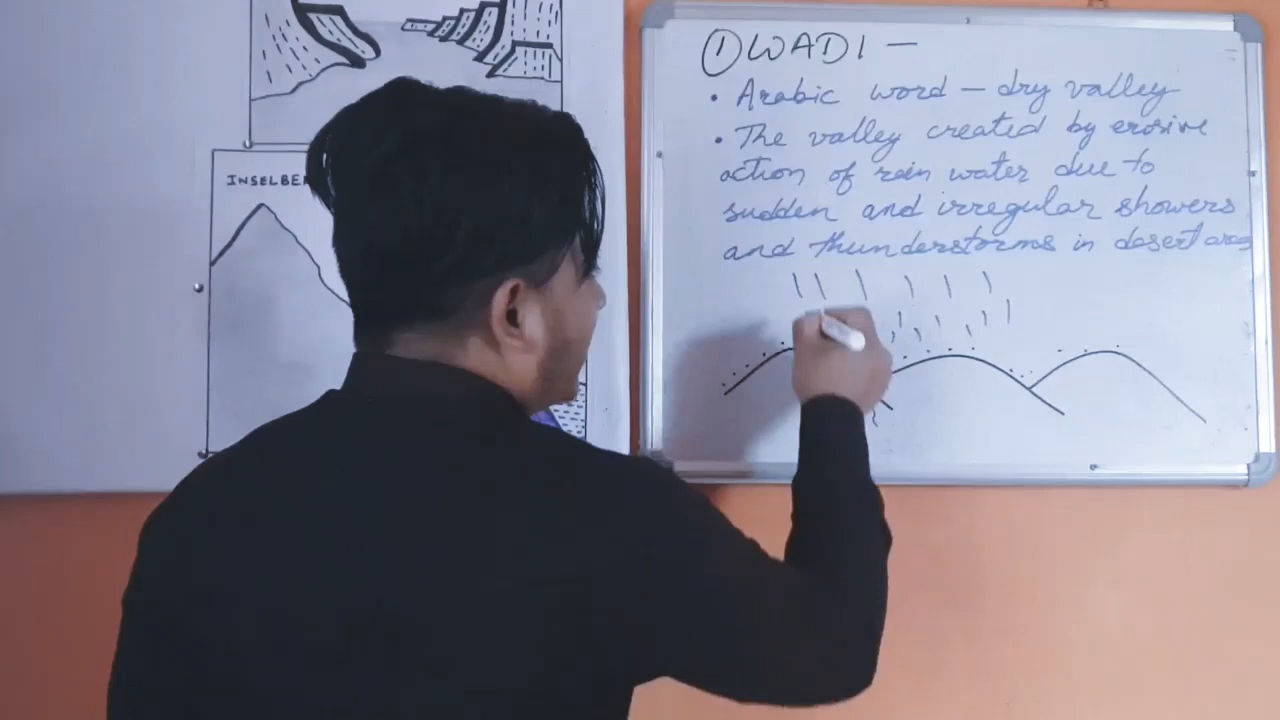 INSELBE
① WADI —
• Arabic word — dry valley
• The valley created by erosive
action of rain water due to
sudden and irregular showers
and thunderstorms in desert areas